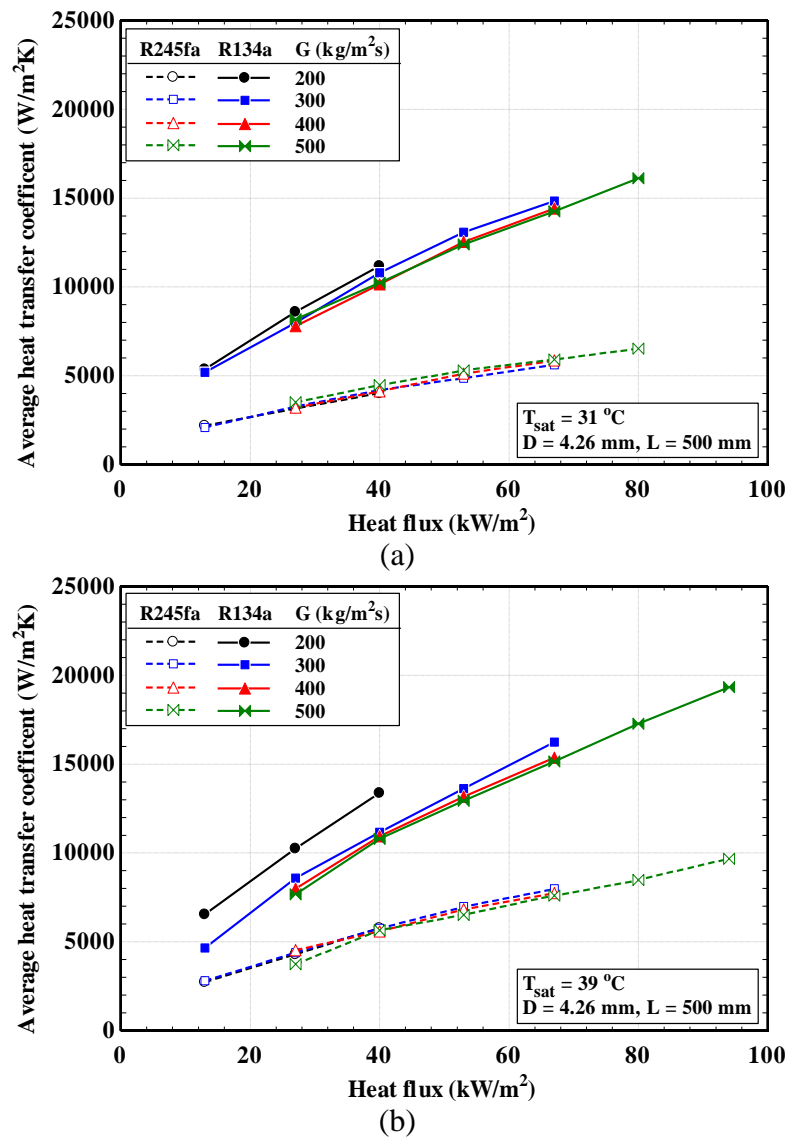 25000
20000
15000
10000
5000
0
Average heat transfer coefficent (W/m²K)
R245fa R134a G (kg/m²s)
200
300
400
500
T_sat = 31 °C
D = 4.26 mm, L = 500 mm
0 20 40 60 80 100
Heat flux (kW/m²)
(a)
25000
20000
15000
10000
5000
0
Average heat transfer coefficent (W/m²K)
R245fa R134a G (kg/m²s)
200
300
400
500
T_sat = 39 °C
D = 4.26 mm, L = 500 mm
0 20 40 60 80 100
Heat flux (kW/m²)
(b)